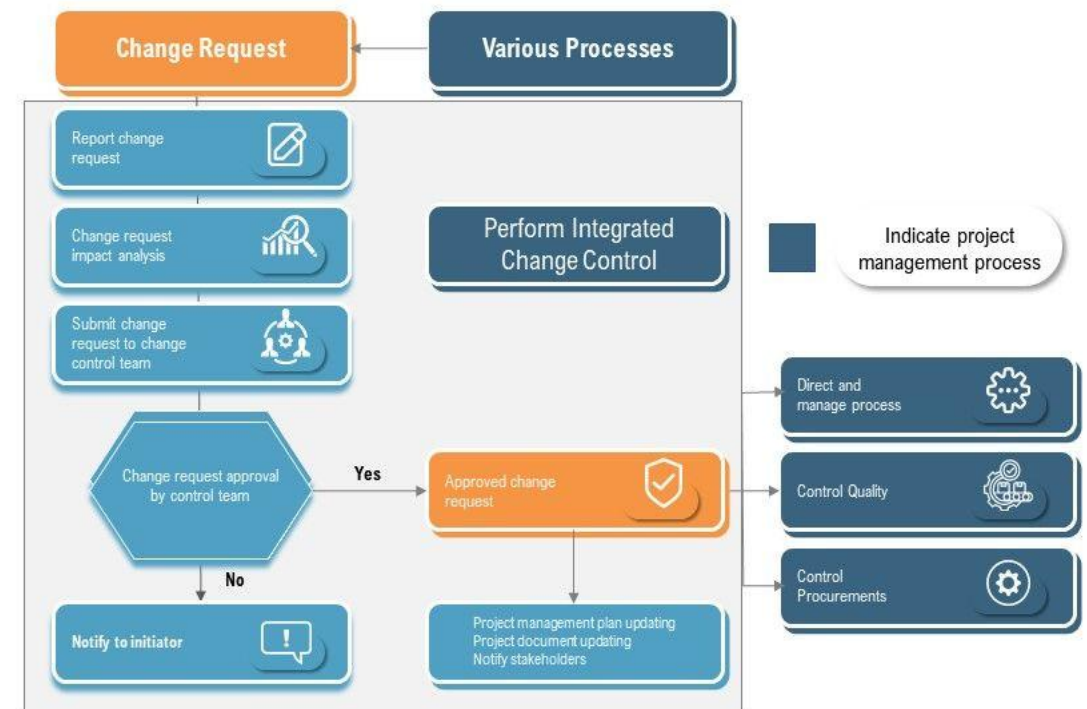 Change Request
Various Processes
Report change
request
Change request
impact analysis
Perform Integrated
Change Control
Indicate project
management process
Submit change
request to change
control team
Direct and
manage process
Change request approval
by control team
Yes
Approved change
request
Control Quality
No
Control
Procurements
Notify to initiator
Project management plan updating
Project document updating
Notify stakeholders